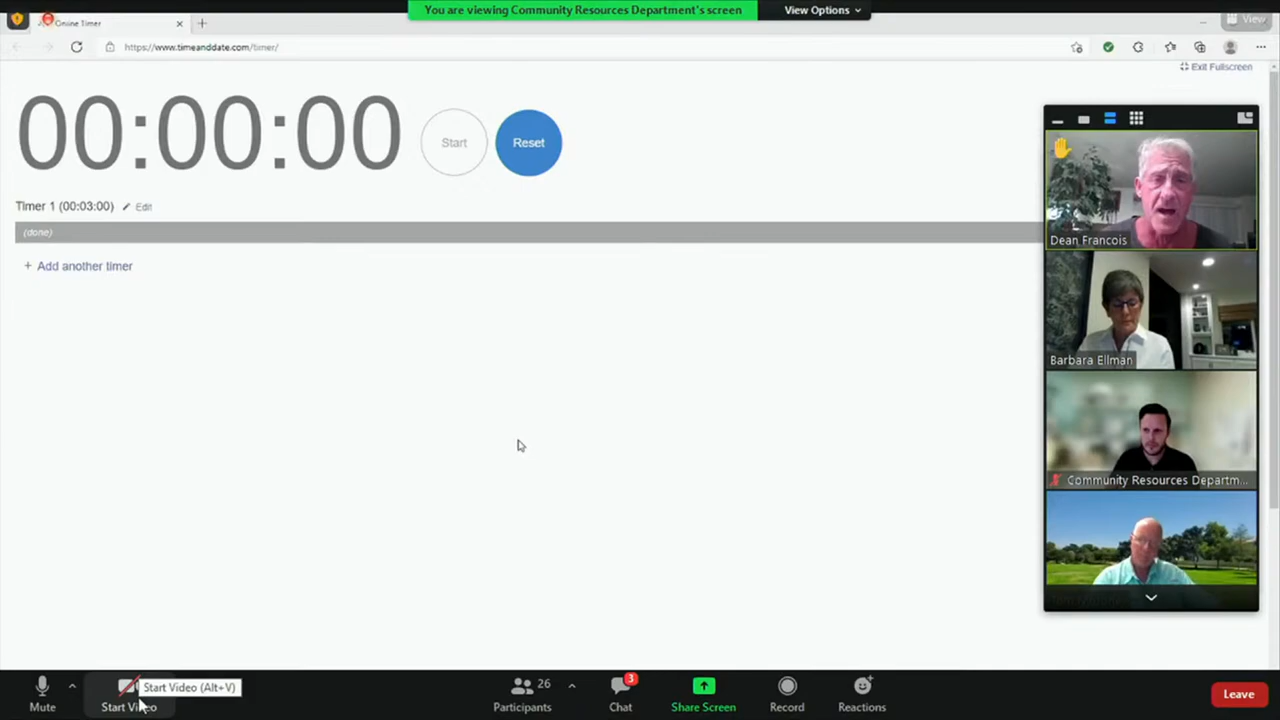 You are viewing Community Resources Department's screen
View Options
View
Online Timer
https://www.timeanddate.com/timer/
Exit Fullscreen
00:00:00
Start
Reset
Timer 1 (00:03:00)
Edit
(done)
+ Add another timer
Dean Francois
Barbara Ellman
Community Resources Departm...
Mute
Start Video (Alt+V)
Start Video
Participants
26
Chat
3
Share Screen
Record
Reactions
Leave